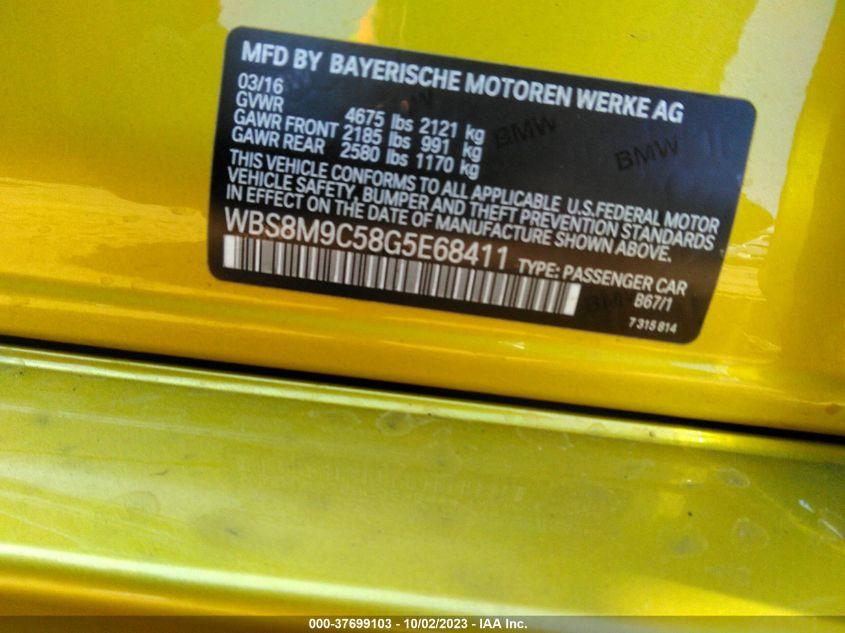 MFD BY BAYERISCHE MOTOREN WERKE AG
03/16
GVWR 4675 lbs 2121 kg
GAWR FRONT 2185 lbs 991 kg
GAWR REAR 2580 lbs 1170 kg
THIS VEHICLE CONFORMS TO ALL APPLICABLE U.S.FEDERAL MOTOR
VEHICLE SAFETY, BUMPER AND THEFT PREVENTION STANDARDS
IN EFFECT ON THE DATE OF MANUFACTURE SHOWN ABOVE.
WBS8M9C58G5E68411
TYPE: PASSENGER CAR
B67/1
7 315 814
BMW
BMW
BMW
000-37699103 - 10/02/2023 - IAA Inc.